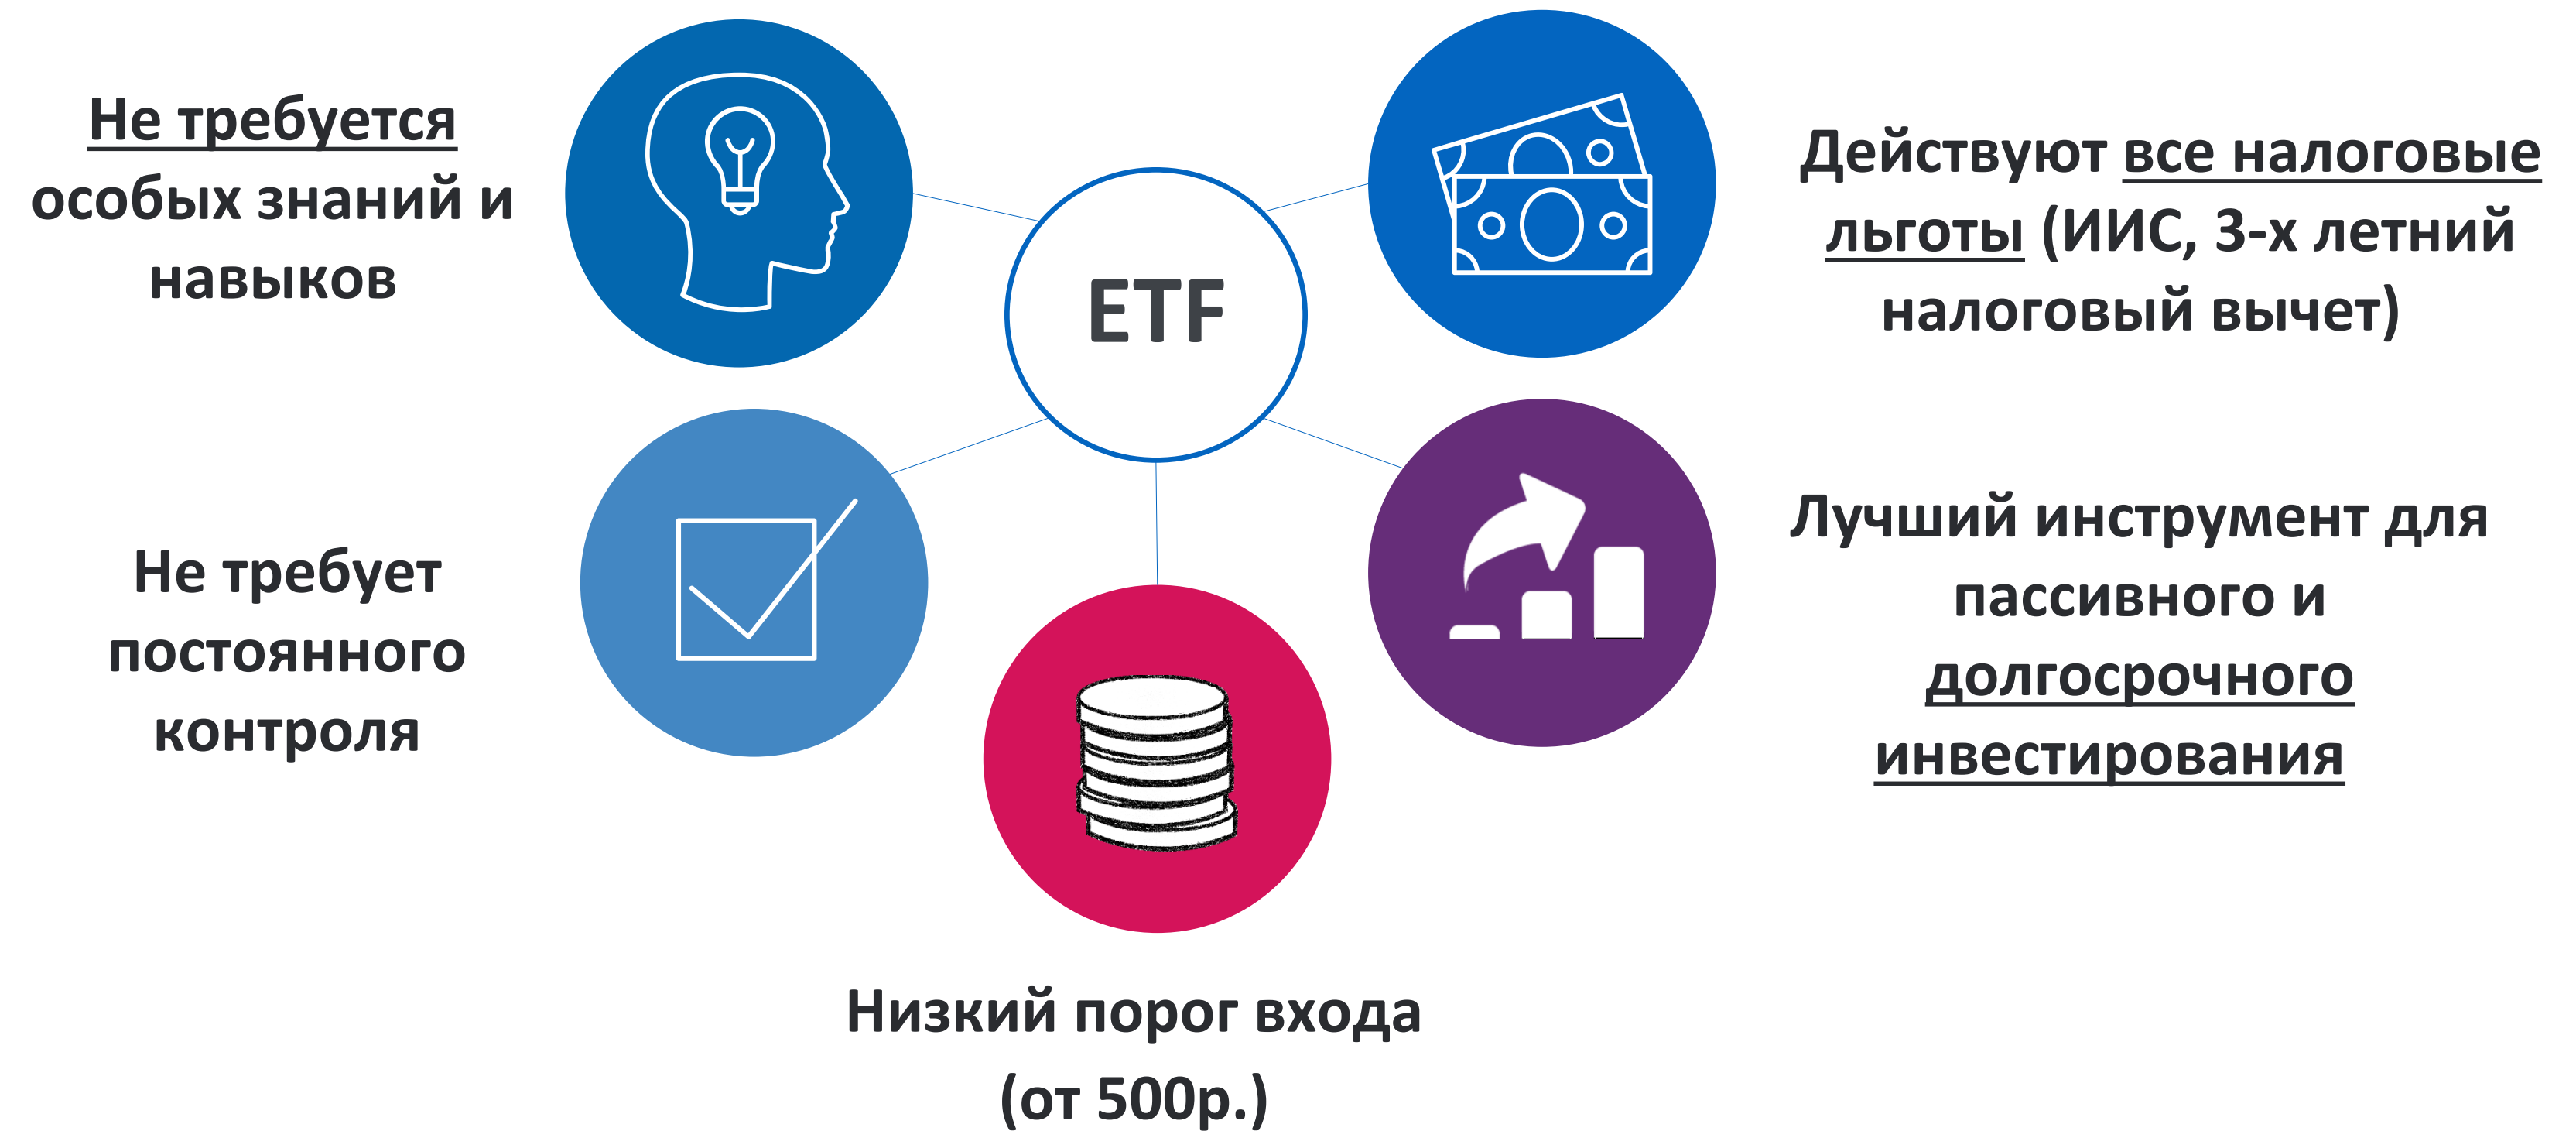 Не требуется
особых знаний и
навыков
ETF
Действуют все налоговые
льготы (ИИС, 3-х летний
налоговый вычет)
Не требует
постоянного
контроля
Лучший инструмент для
пассивного и
долгосрочного
инвестирования
Низкий порог входа
(от 500р.)